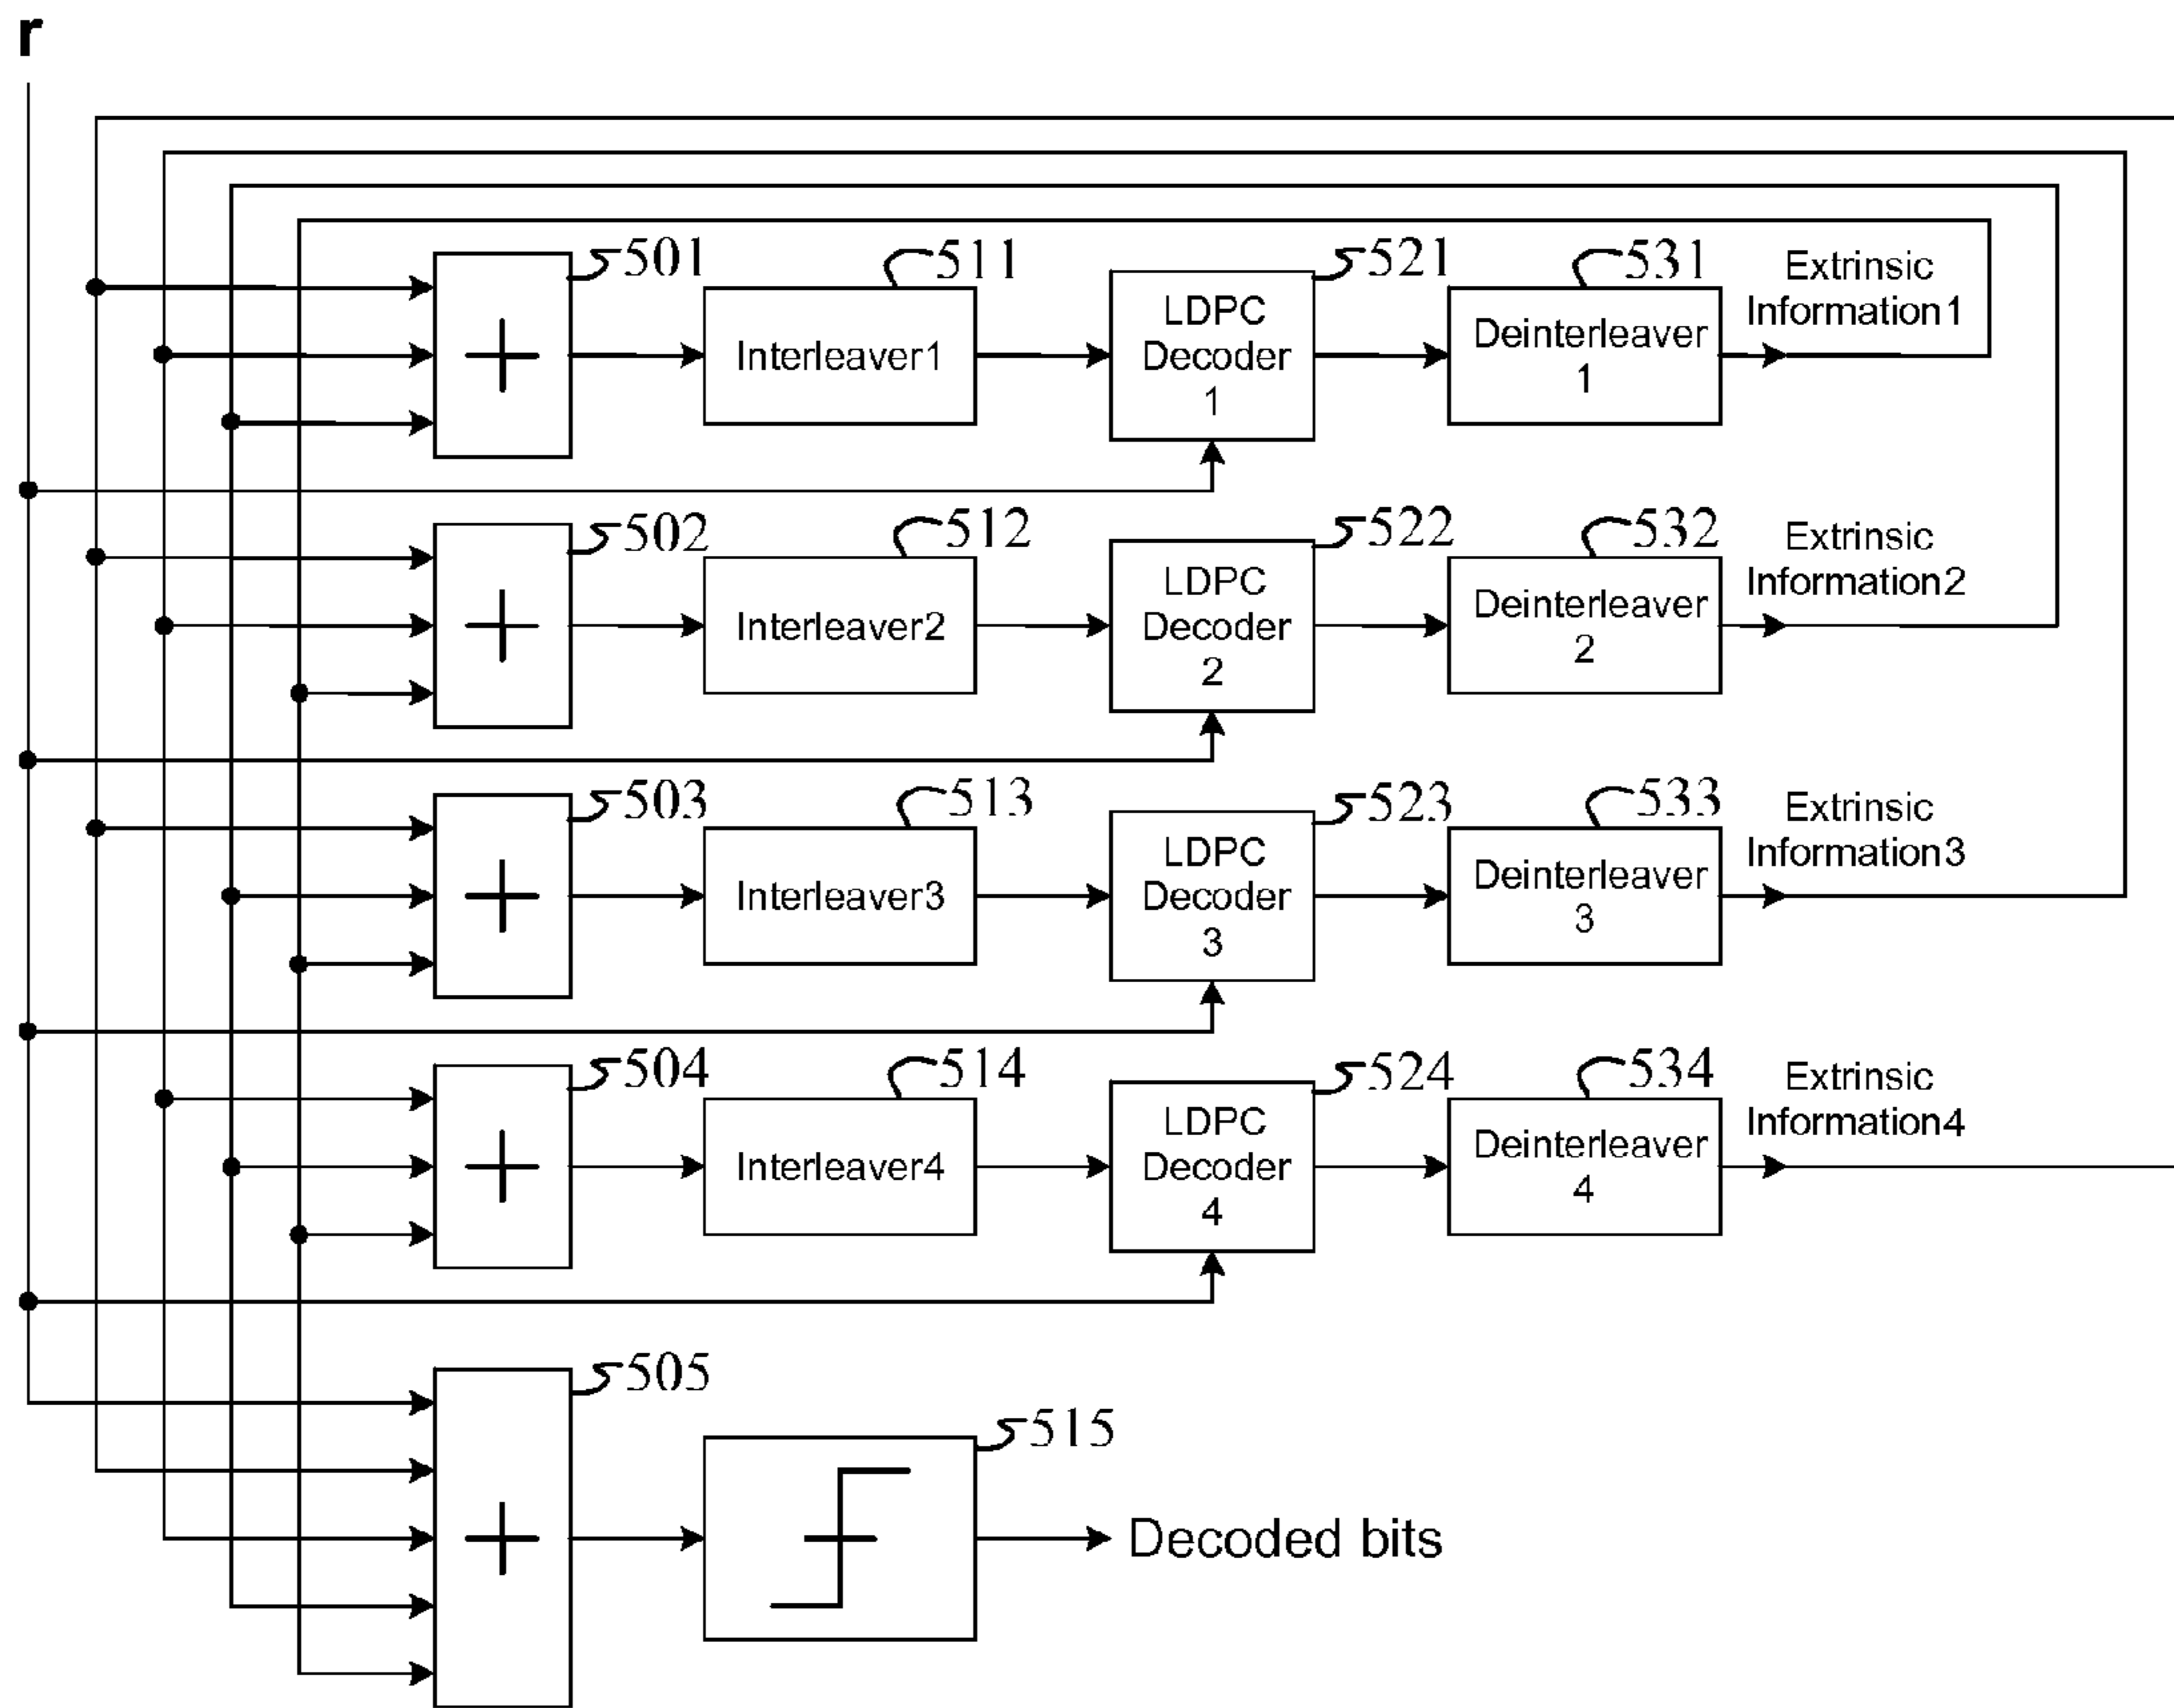 r
501
511
521
531
Extrinsic
Information1
Interleaver1
LDPC
Decoder
1
Deinterleaver
1
502
512
522
532
Extrinsic
Information2
Interleaver2
LDPC
Decoder
2
Deinterleaver
2
503
513
523
533
Extrinsic
Information3
Interleaver3
LDPC
Decoder
3
Deinterleaver
3
504
514
524
534
Extrinsic
Information4
Interleaver4
LDPC
Decoder
4
Deinterleaver
4
505
515
Decoded bits